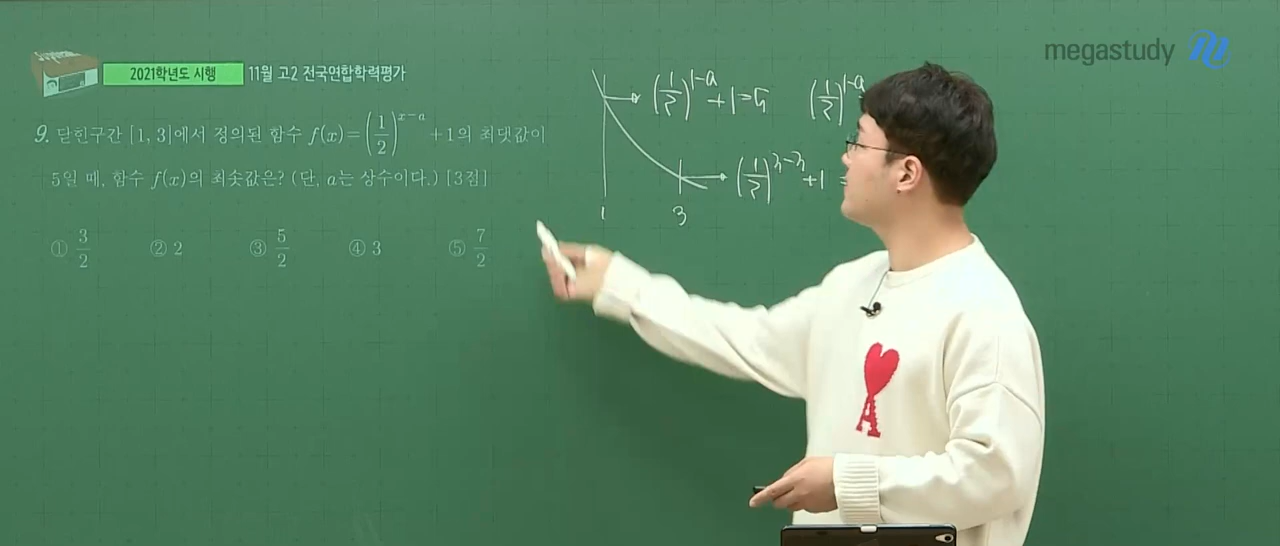 megastudy
2021학년도 시행 11월 고2 전국연합학력평가
9. 닫힌구간 [1, 3]에서 정의된 함수 f(x)=(1/2)^{x-a}+1의 최댓값이
5일 때, 함수 f(x)의 최솟값은? (단, a는 상수이다.) [3점]
① 3/2 ② 2 ③ 5/2 ④ 3 ⑤ 7/2
(1/2)^{1-a}+1=5 (1/2)^{1-a}
(1/2)^{3-3}+1 =
1 3
A